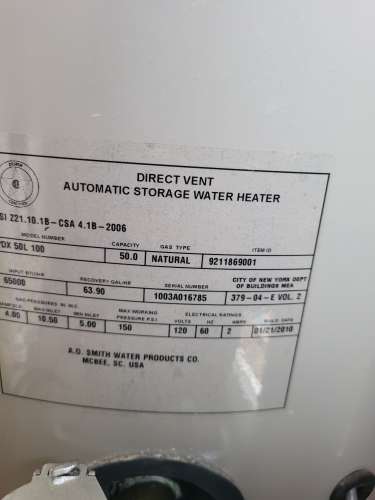 DIRECT VENT
AUTOMATIC STORAGE WATER HEATER
SI Z21.10.1B-CSA 4.1B-2006
MODEL NUMBER CAPACITY GAS TYPE ITEM ID
PDX 50L 100 50.0 NATURAL 9211869001
INPUT BTU/HR RECOVERY GAL/HR SERIAL NUMBER CITY OF NEW YORK DEPT OF BUILDINGS MEA
65000 63.90 1003A016785 379-04-E VOL. 2
GAS PRESSURES IN. W.C. MAX WORKING ELECTRICAL RATINGS
MANIFOLD MAX INLET MIN INLET PRESSURE P.S.I. VOLTS HZ AMPS BUILD DATE
4.00 10.50 5.00 150 120 60 2 01/21/2010
A.O. SMITH WATER PRODUCTS CO.
MCBEE, SC. USA